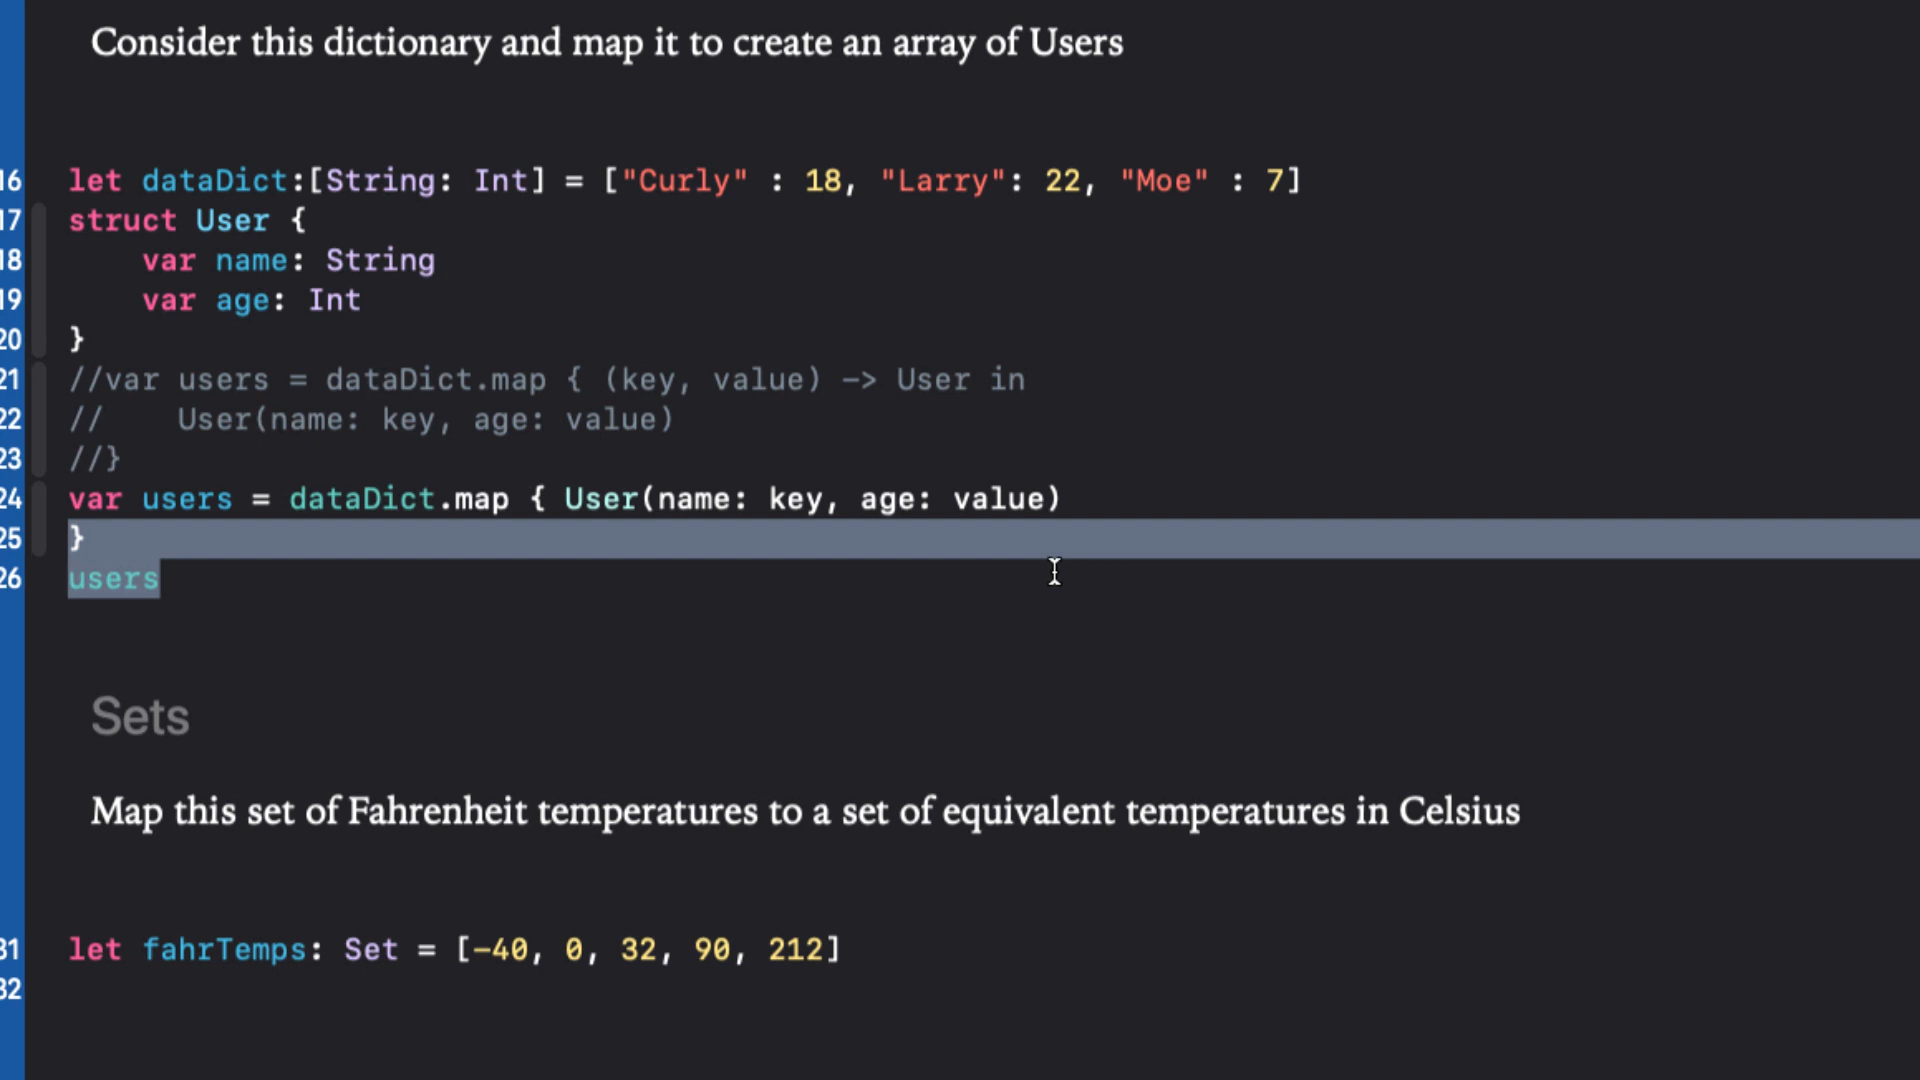 Consider this dictionary and map it to create an array of Users
16 let dataDict:[String: Int] = ["Curly" : 18, "Larry": 22, "Moe" : 7]
17 struct User {
18 var name: String
19 var age: Int
20 }
21 //var users = dataDict.map { (key, value) -> User in
22 // User(name: key, age: value)
23 //}
24 var users = dataDict.map { User(name: key, age: value)
25 }
26 users
Sets
Map this set of Fahrenheit temperatures to a set of equivalent temperatures in Celsius
31 let fahrTemps: Set = [-40, 0, 32, 90, 212]
32